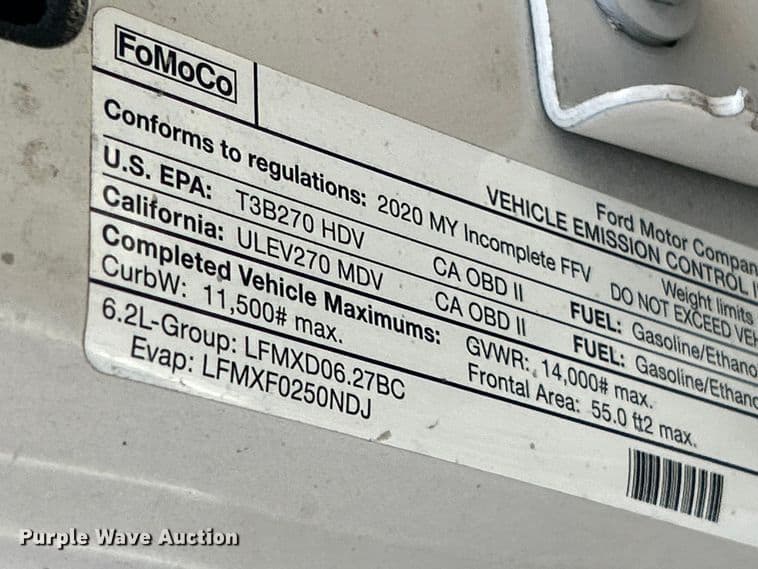 FoMoCo
Ford Motor Compan
VEHICLE EMISSION CONTROL I
Conforms to regulations: 2020 MY Incomplete FFV
Weight limits
DO NOT EXCEED VEH
U.S. EPA: T3B270 HDV CA OBD II FUEL: Gasoline/Ethano
California: ULEV270 MDV CA OBD II FUEL: Gasoline/Ethano
Completed Vehicle Maximums: GVWR: 14,000# max.
CurbW: 11,500# max. Frontal Area: 55.0 ft2 max.
6.2L-Group: LFMXD06.27BC
Evap: LFMXF0250NDJ
Purple Wave Auction